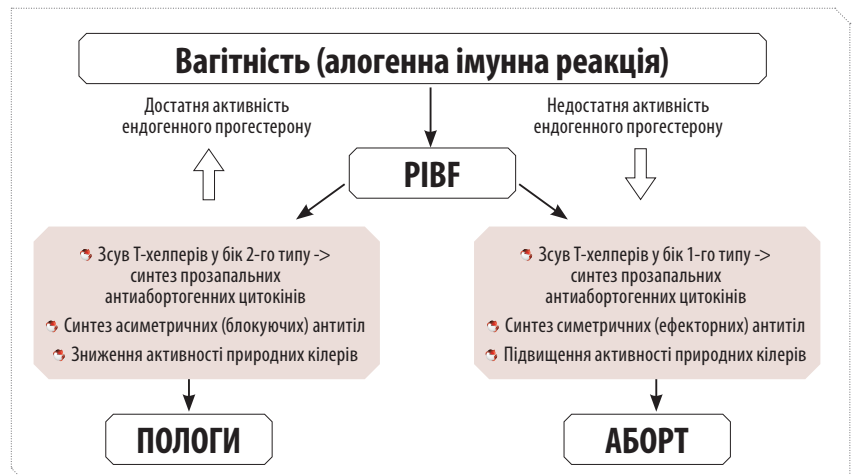 Вагітність (алогенна імунна реакція)
Достатня активність
ендогенного прогестерону
Недостатня активність
ендогенного прогестерону
PIBF
Зсув Т-хелперів у бік 2-го типу ->
синтез прозапальних
антиабортогенних цитокінів
Синтез асиметричних (блокуючих) антитіл
Зниження активності природних кілерів
Зсув Т-хелперів у бік 1-го типу ->
синтез прозапальних
антиабортогенних цитокінів
Синтез симетричних (ефекторних) антитіл
Підвищення активності природних кілерів
ПОЛОГИ
АБОРТ